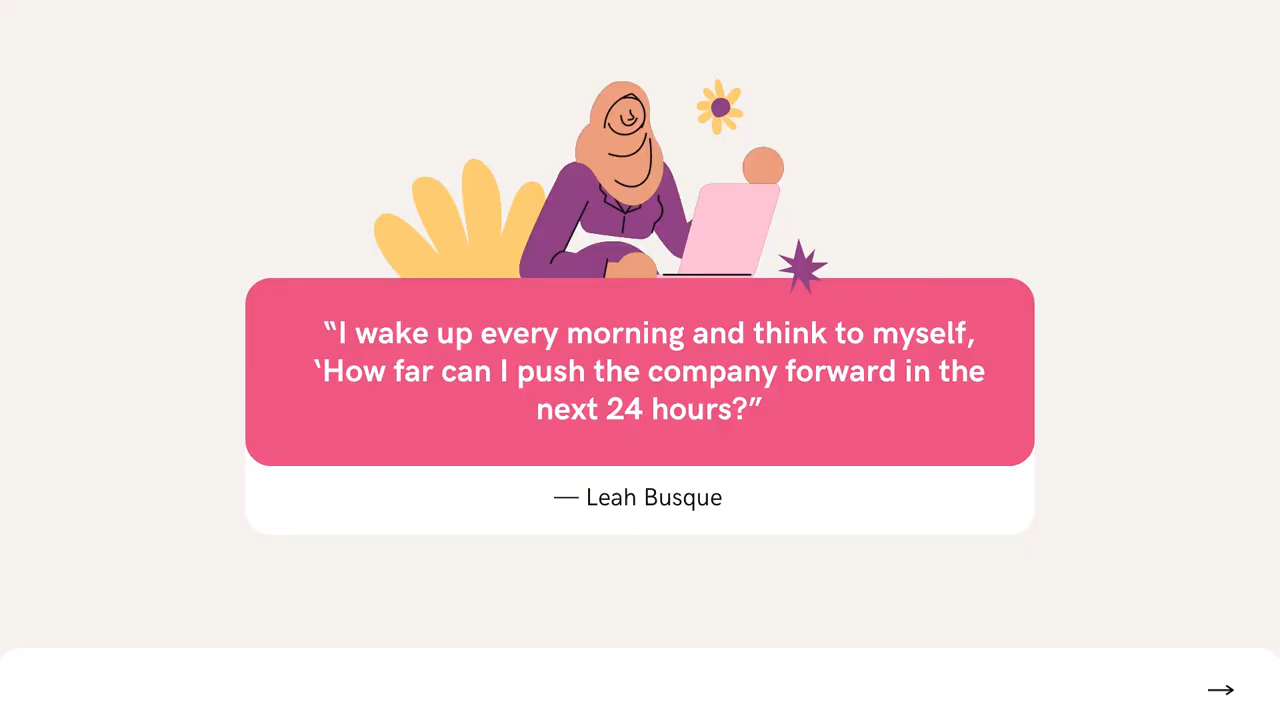 “I wake up every morning and think to myself,
‘How far can I push the company forward in the
next 24 hours?”
— Leah Busque